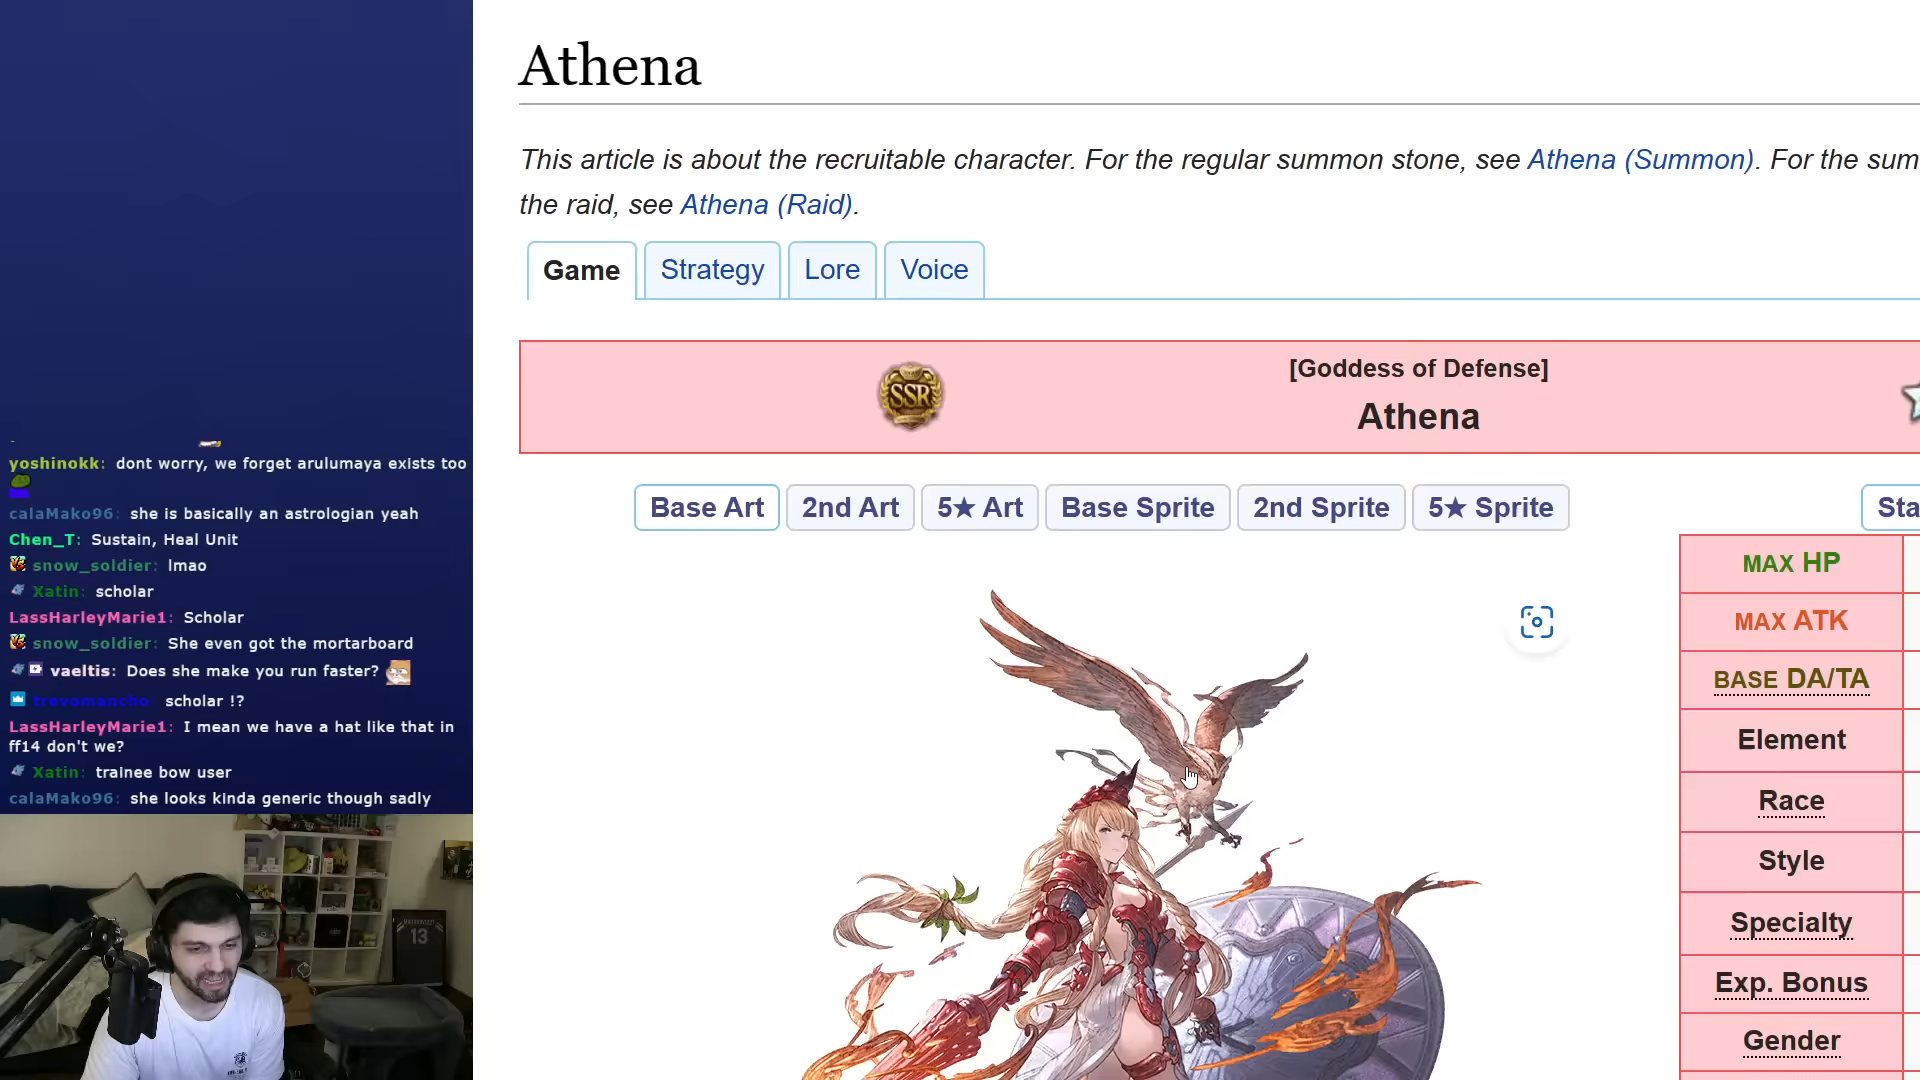 yoshinokk: dont worry, we forget arulumaya exists too
calaMako96: she is basically an astrologian yeah
Chen_T: Sustain, Heal Unit
snow_soldier: lmao
Xatin: scholar
LassHarleyMarie1: Scholar
snow_soldier: She even got the mortarboard
vaeltis: Does she make you run faster?
trevomancho scholar !?
LassHarleyMarie1: I mean we have a hat like that in
ff14 don't we?
Xatin: trainee bow user
calaMako96: she looks kinda generic though sadly
13
Athena
This article is about the recruitable character. For the regular summon stone, see Athena (Summon). For the sum
the raid, see Athena (Raid).
Game Strategy Lore Voice
SSR
[Goddess of Defense]
Athena
Base Art 2nd Art 5★ Art Base Sprite 2nd Sprite 5★ Sprite
Sta
MAX HP
MAX ATK
BASE DA/TA
Element
Race
Style
Specialty
Exp. Bonus
Gender